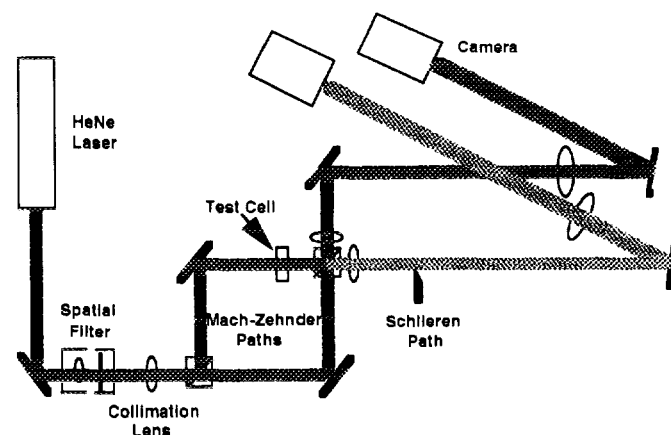 Camera
HeNe
Laser
Test Cell
Spatial
Filter
Mach-Zehnder
Paths
Schlieren
Path
Collimation
Lens